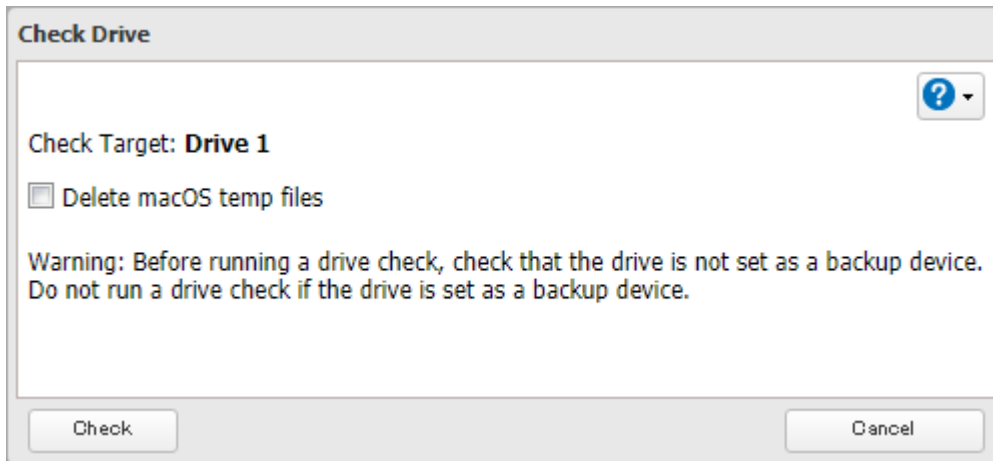 Check Drive
?
Check Target: Drive 1
Delete macOS temp files
Warning: Before running a drive check, check that the drive is not set as a backup device.
Do not run a drive check if the drive is set as a backup device.
Check
Cancel